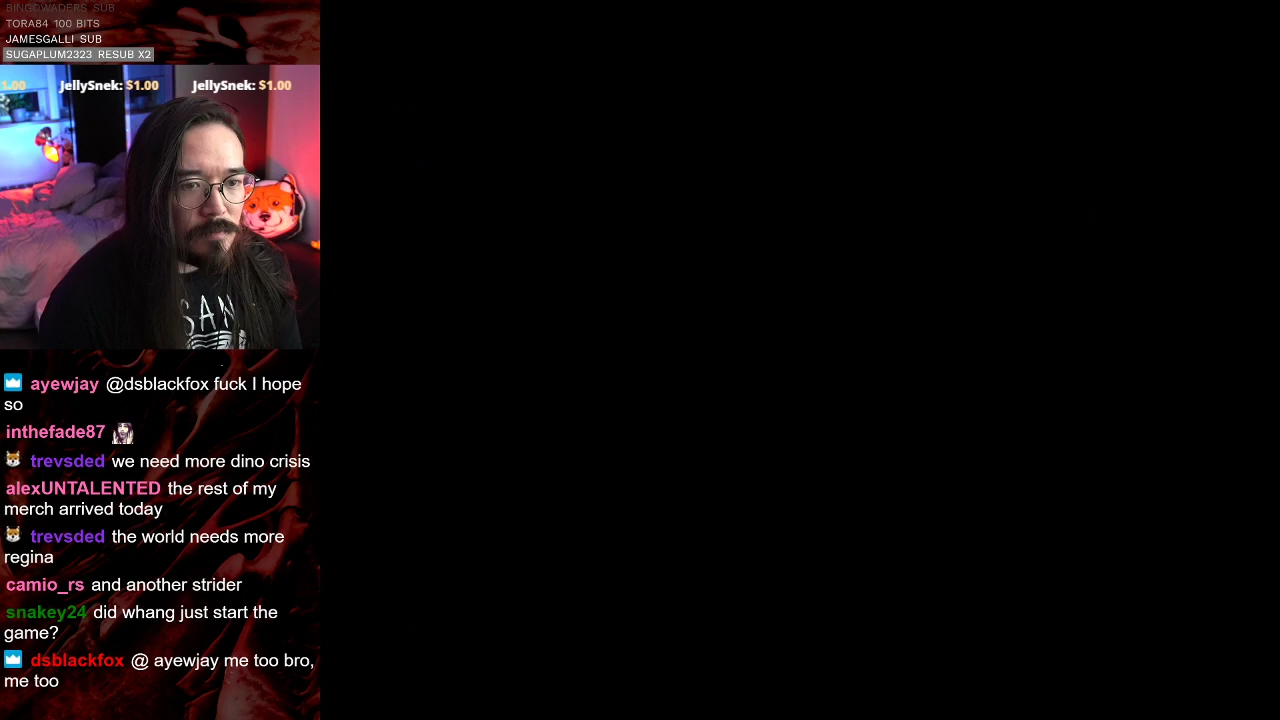 BINGOWADERS SUB
TORA84 100 BITS
JAMESGALLI SUB
SUGAPLUM2323 RESUB X2
1.00 JellySnek: $1.00 JellySnek: $1.00
SAN
ayewjay @dsblackfox fuck I hope
so
inthefade87
trevsded we need more dino crisis
alexUNTALENTED the rest of my
merch arrived today
trevsded the world needs more
regina
camio_rs and another strider
snakey24 did whang just start the
game?
dsblackfox @ ayewjay me too bro,
me too